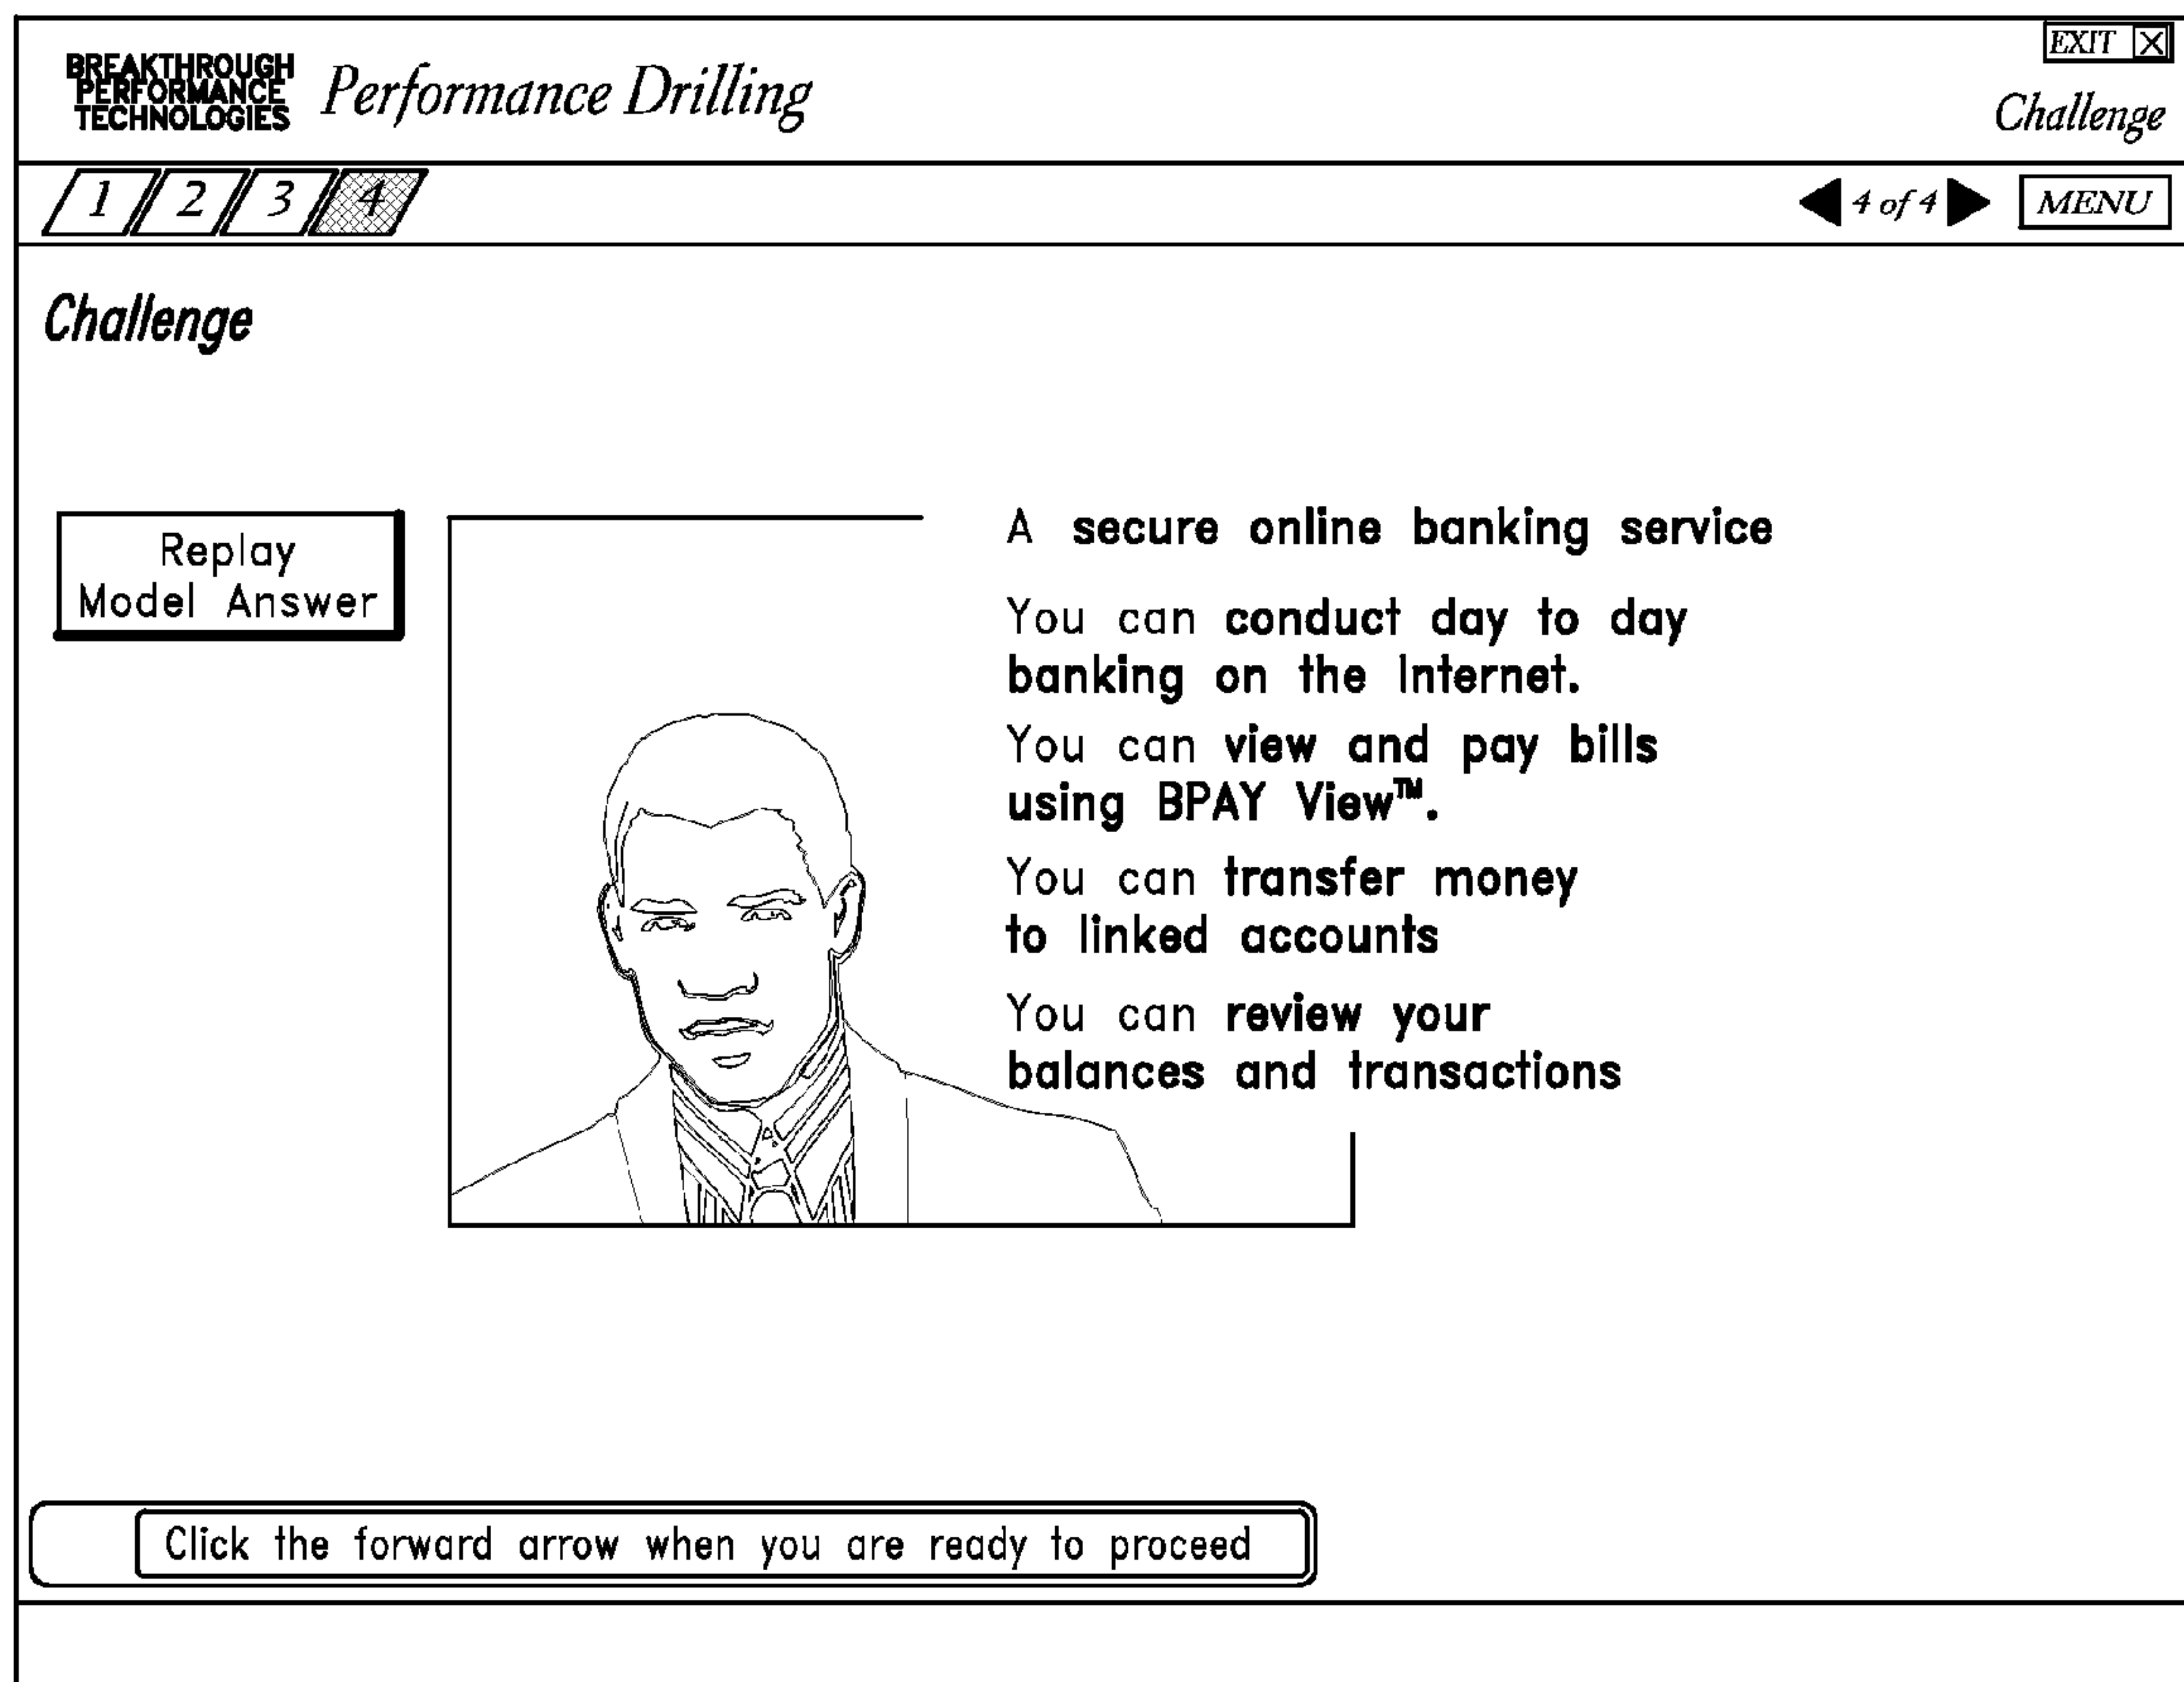 EXIT X
BREAKTHROUGH
PERFORMANCE
TECHNOLOGIES
Performance Drilling
Challenge
1 2 3 4
4 of 4
MENU
Challenge
Replay
Model Answer
A secure online banking service
You can conduct day to day
banking on the Internet.
You can view and pay bills
using BPAY View™.
You can transfer money
to linked accounts
You can review your
balances and transactions
Click the forward arrow when you are ready to proceed